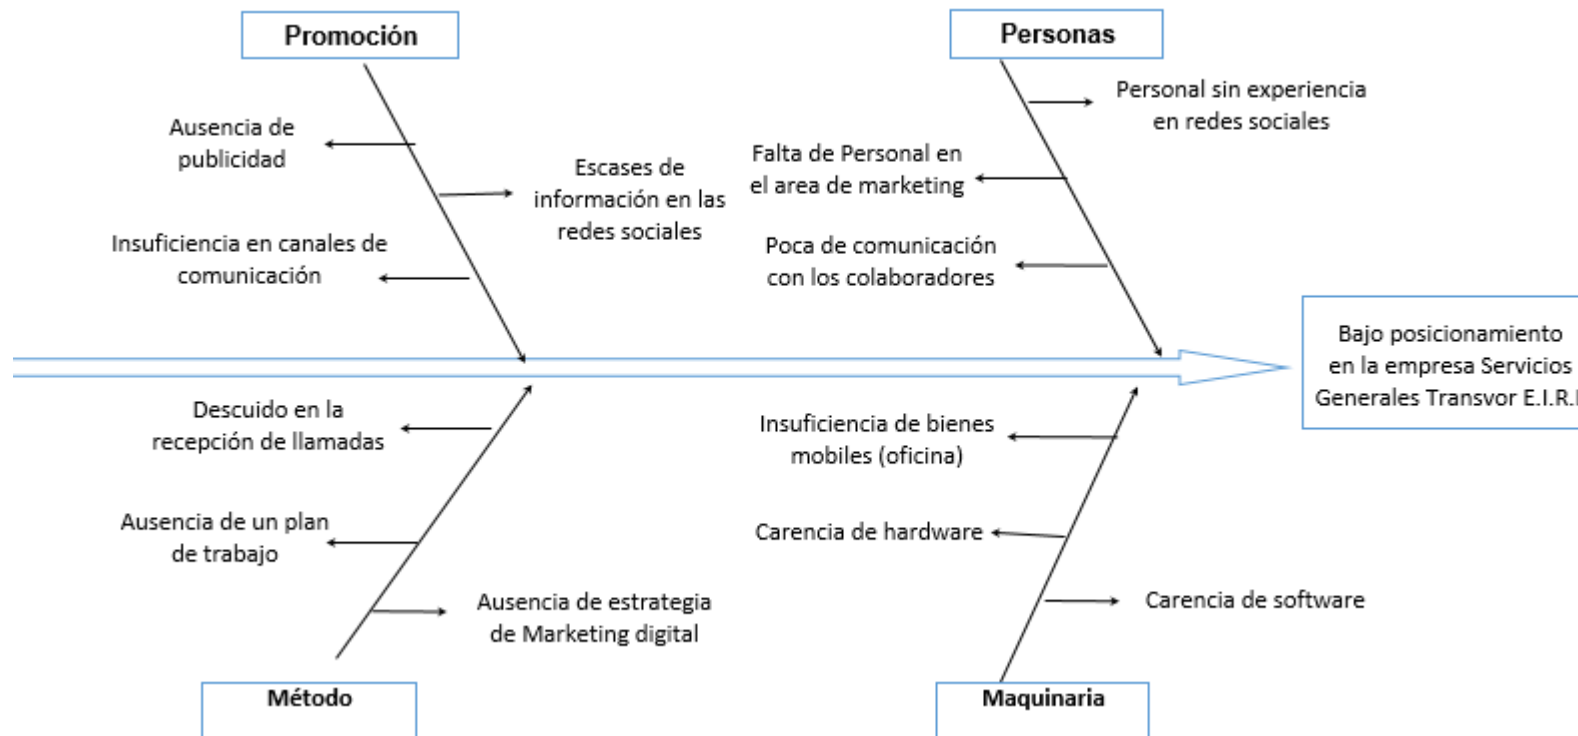 Promoción
Personas
Ausencia de
publicidad
Escases de
información en las
redes sociales
Insuficiencia en canales de
comunicación
Personal sin experiencia
en redes sociales
Falta de Personal en
el area de marketing
Poca de comunicación
con los colaboradores
Bajo posicionamiento
en la empresa Servicios
Generales Transvor E.I.R.
Descuido en la
recepción de llamadas
Ausencia de un plan
de trabajo
Ausencia de estrategia
de Marketing digital
Insuficiencia de bienes
mobiles (oficina)
Carencia de hardware
Carencia de software
Método
Maquinaria